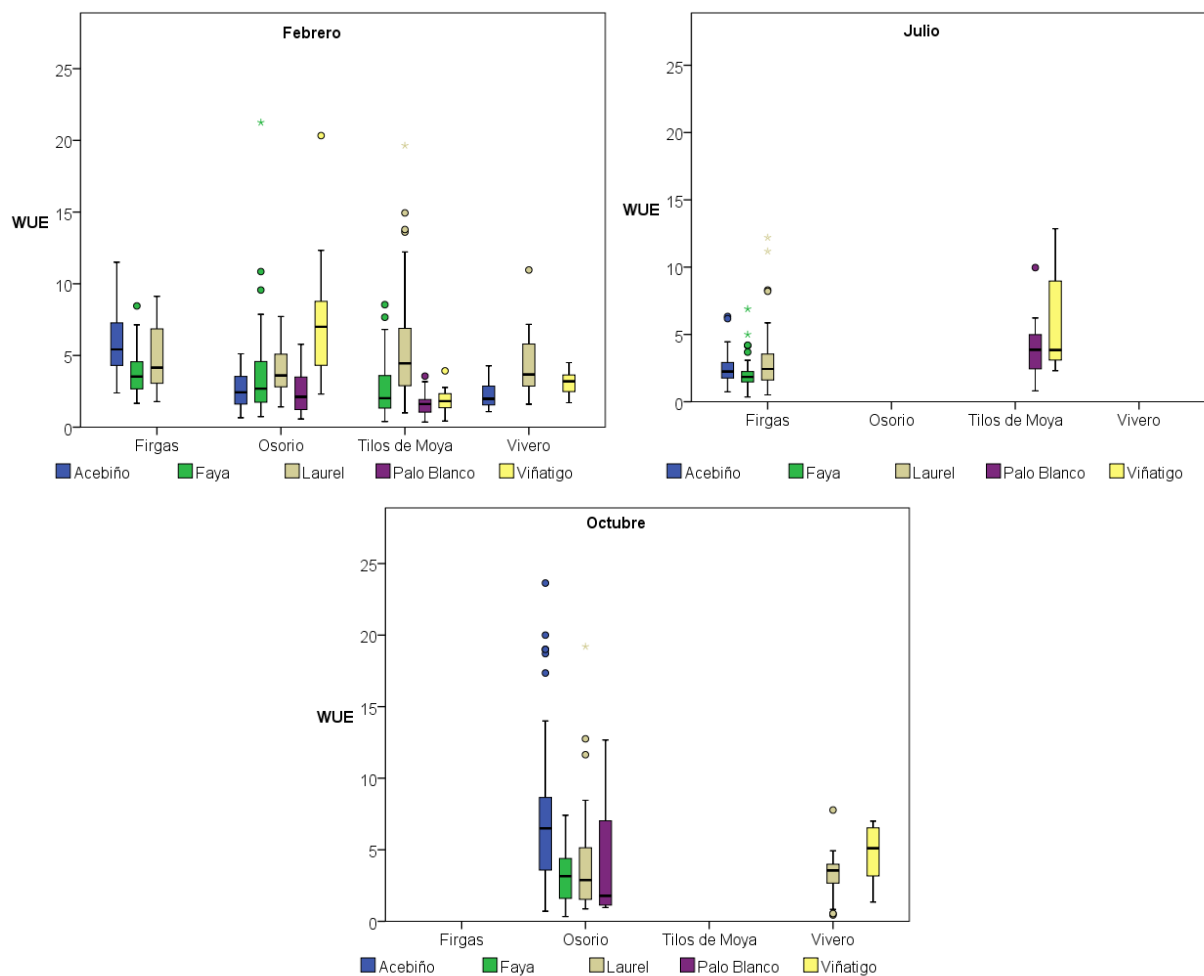 Febrero
25
20
15
WUE
10
5
0
Firgas Osorio Tilos de Moya Vivero
Acebiño Faya Laurel Palo Blanco Viñatigo
Julio
25
20
15
WUE
10
5
0
Firgas Osorio Tilos de Moya Vivero
Acebiño Faya Laurel Palo Blanco Viñatigo
Octubre
25
20
15
WUE
10
5
0
Firgas Osorio Tilos de Moya Vivero
Acebiño Faya Laurel Palo Blanco Viñatigo